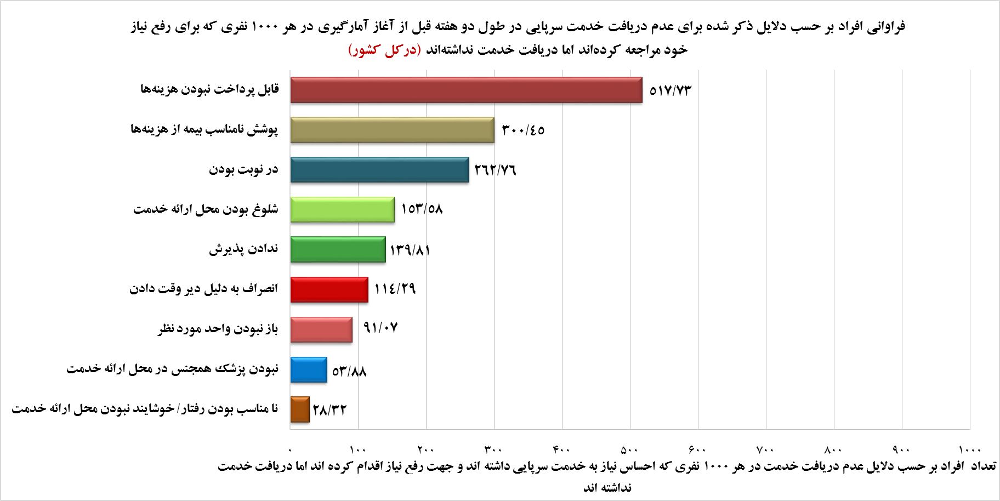 فراوانی افراد بر حسب دلایل ذکر شده برای عدم دریافت خدمت سرپایی در طول دو هفته قبل از آغاز آمارگیری در هر ۱۰۰۰ نفری که برای رفع نیاز
خود مراجعه کرده‌اند اما دریافت خدمت نداشته‌اند (درکل کشور)
قابل پرداخت نبودن هزینه‌ها ۵۱۷/۷۳
پوشش نامناسب بیمه از هزینه‌ها ۳۰۰/۴۵
در نوبت بودن ۲۶۲/۷۶
شلوغ بودن محل ارائه خدمت ۱۵۳/۵۸
ندادن پذیرش ۱۳۹/۸۱
انصراف به دلیل دیر وقت دادن ۱۱۴/۲۹
باز نبودن واحد مورد نظر ۹۱/۰۷
نبودن پزشک همجنس در محل ارائه خدمت ۵۳/۸۸
نا مناسب بودن رفتار/ خوشایند نبودن محل ارائه خدمت ۲۸/۳۲
۰ ۱۰۰ ۲۰۰ ۳۰۰ ۴۰۰ ۵۰۰ ۶۰۰ ۷۰۰ ۸۰۰ ۹۰۰ ۱۰۰۰
تعداد افراد بر حسب دلایل عدم دریافت خدمت در هر ۱۰۰۰ نفری که احساس نیاز به خدمت سرپایی داشته اند و جهت رفع نیاز اقدام کرده اند اما دریافت خدمت
نداشته اند